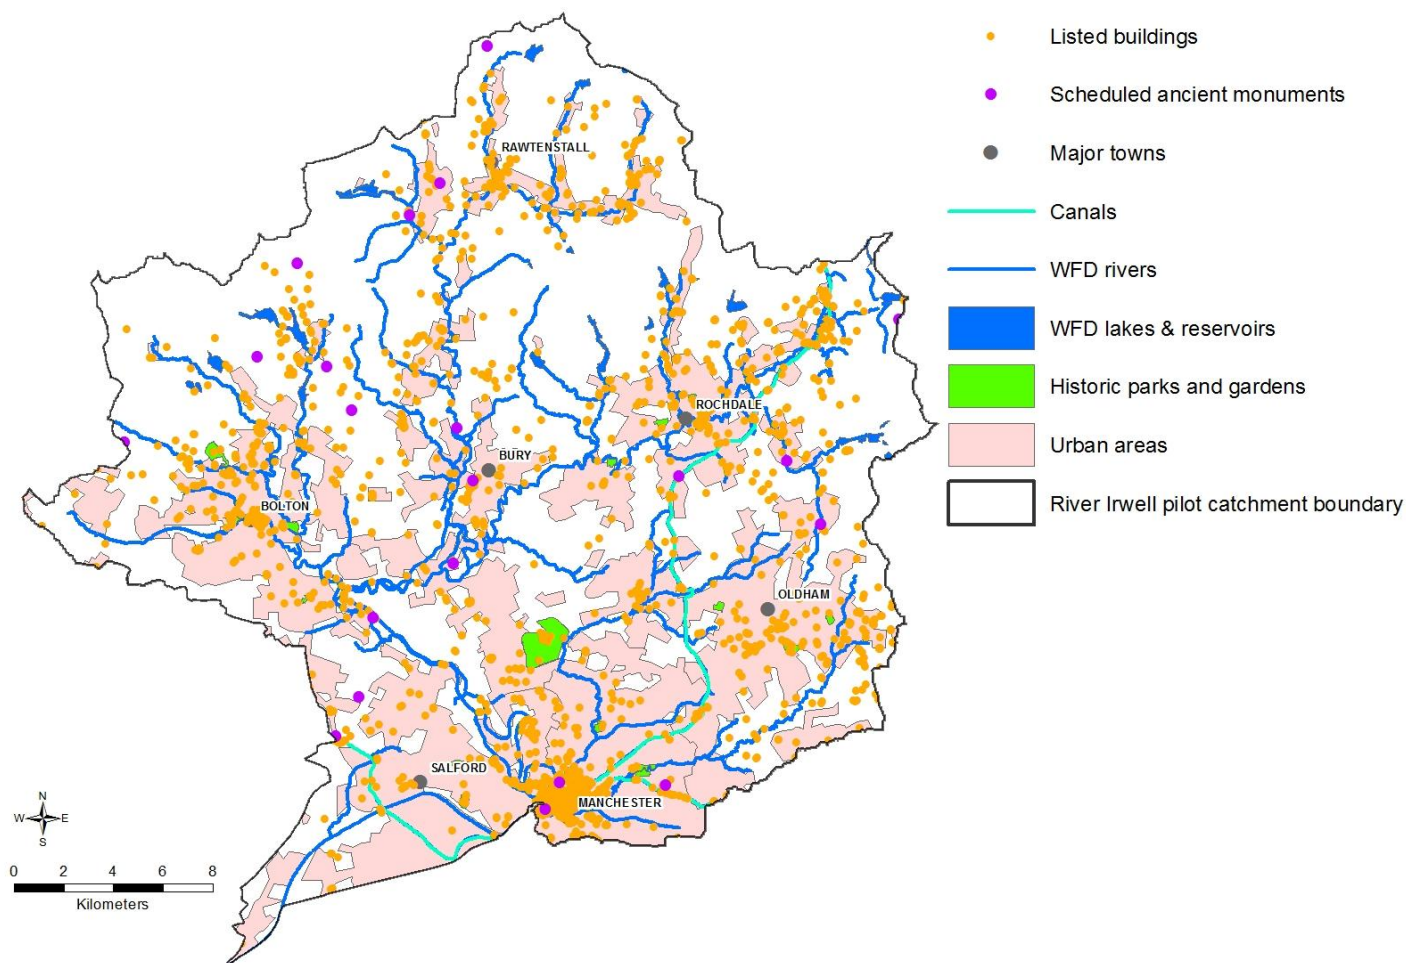 Listed buildings
Scheduled ancient monuments
Major towns
Canals
WFD rivers
WFD lakes & reservoirs
Historic parks and gardens
Urban areas
River Irwell pilot catchment boundary
RAWTENSTALL
ROCHDALE
BURY
BOLTON
OLDHAM
SALFORD
MANCHESTER
N
W E
S
0 2 4 6 8
Kilometers